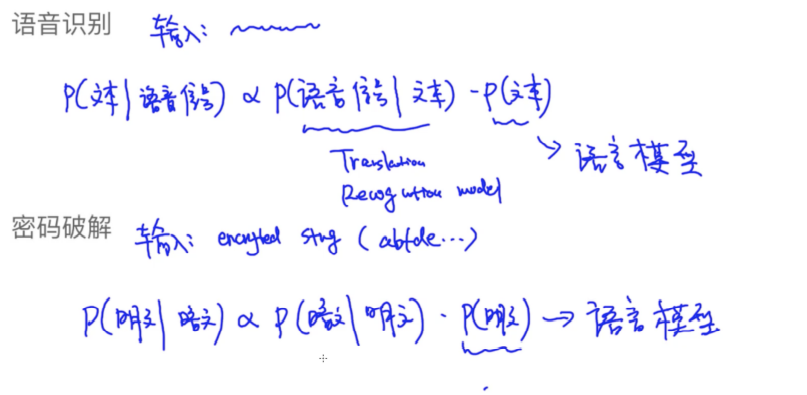 语音识别 输入:
P(文本|语音信号) ∝ P(语音信号|文本) · P(文本)
→ 语言模型
Translation
Recognition model
密码破解 输入: encrypted string (abfde...)
P(明文|暗文) ∝ P(暗文|明文) · P(明文) → 语言模型